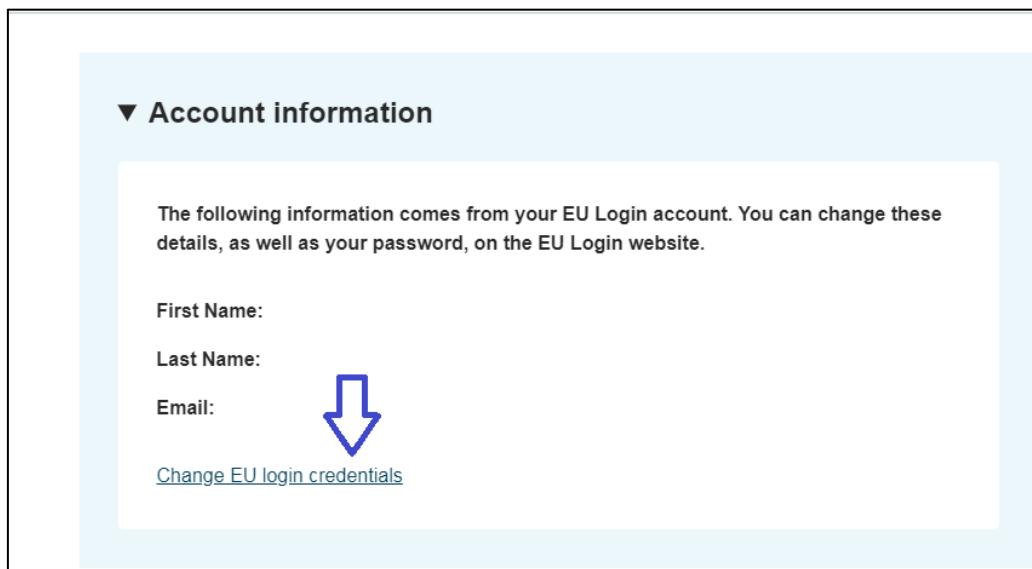 Account information
The following information comes from your EU Login account. You can change these
details, as well as your password, on the EU Login website.
First Name:
Last Name:
Email:
Change EU login credentials